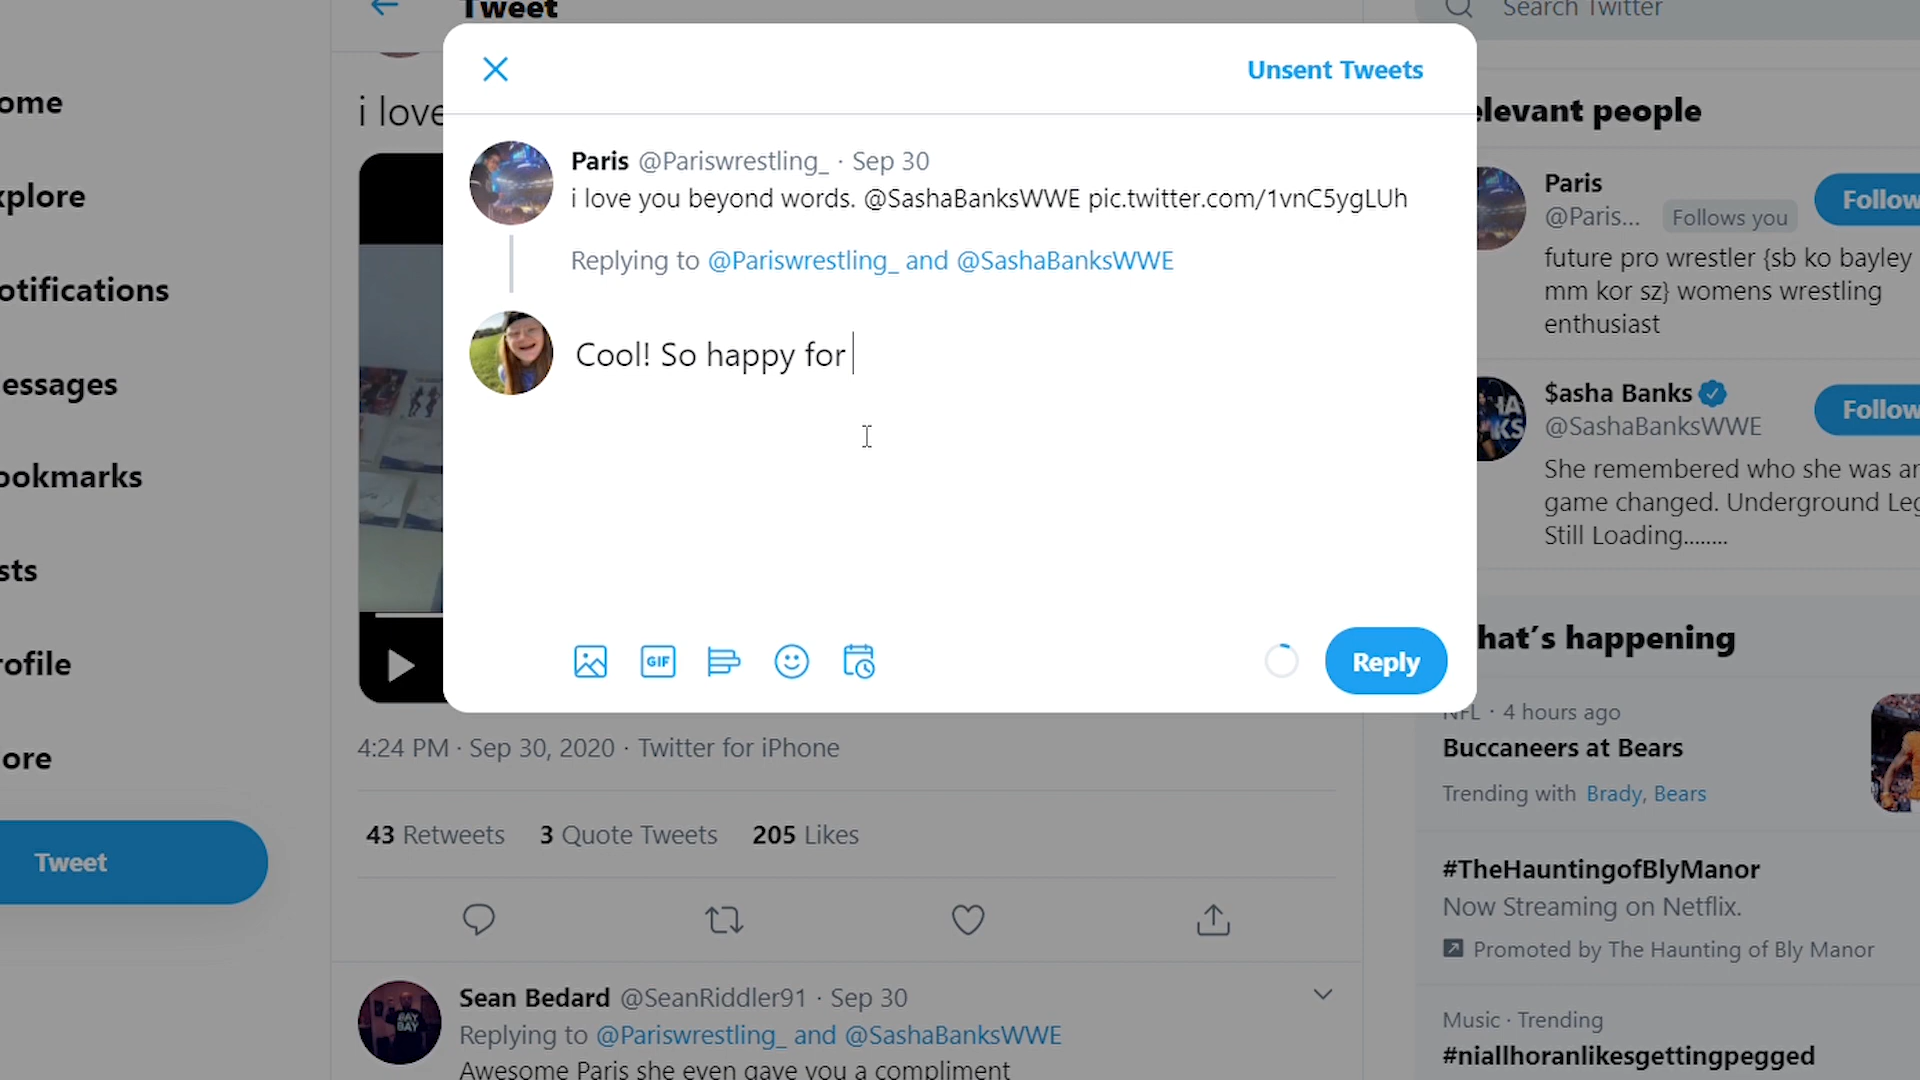 Tweet
Search Twitter
ome
xplore
otifications
essages
ookmarks
sts
rofile
ore
Tweet
i love
Unsent Tweets
Paris @Pariswrestling_ · Sep 30
i love you beyond words. @SashaBanksWWE pic.twitter.com/1vnC5ygLUh
Replying to @Pariswrestling_ and @SashaBanksWWE
Cool! So happy for
GIF
Reply
4:24 PM · Sep 30, 2020 · Twitter for iPhone
43 Retweets 3 Quote Tweets 205 Likes
Sean Bedard @SeanRiddler91 · Sep 30
Replying to @Pariswrestling_ and @SashaBanksWWE
Awesome Paris she even gave you a compliment
elevant people
Paris
@Paris... Follows you
Follow
future pro wrestler {sb ko bayley
mm kor sz} womens wrestling
enthusiast
$asha Banks
@SashaBanksWWE
Follow
She remembered who she was an
game changed. Underground Leg
Still Loading........
hat's happening
NFL · 4 hours ago
Buccaneers at Bears
Trending with Brady, Bears
#TheHauntingofBlyManor
Now Streaming on Netflix.
Promoted by The Haunting of Bly Manor
Music · Trending
#niallhoranlikesgettingpegged